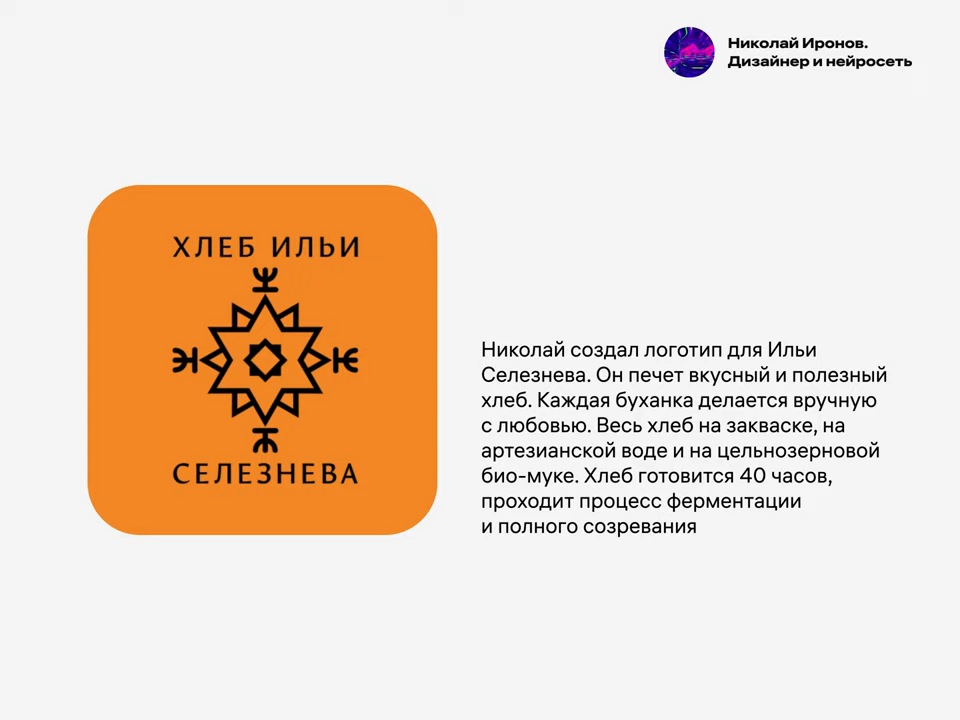 Николай Иронов.
Дизайнер и нейросеть
ХЛЕБ ИЛЬИ
СЕЛЕЗНЕВА
Николай создал логотип для Ильи
Селезнева. Он печет вкусный и полезный
хлеб. Каждая буханка делается вручную
с любовью. Весь хлеб на закваске, на
артезианской воде и на цельнозерновой
био-муке. Хлеб готовится 40 часов,
проходит процесс ферментации
и полного созревания